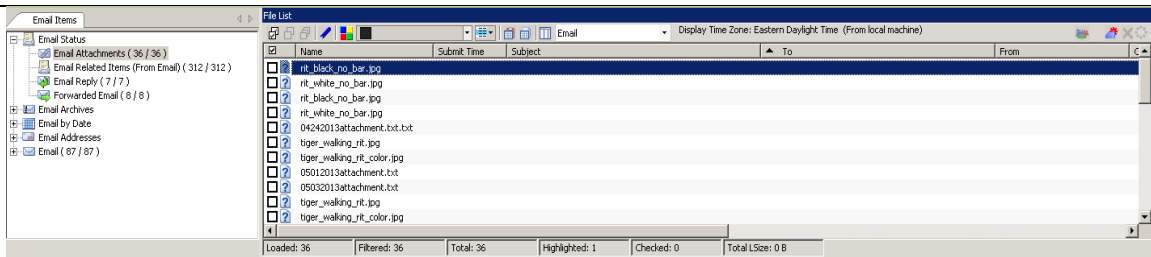 Email Items
Email Status
Email Attachments ( 36 / 36 )
Email Related Items (From Email) ( 312 / 312 )
Email Reply ( 7 / 7 )
Forwarded Email ( 8 / 8 )
Email Archives
Email by Date
Email Addresses
Email ( 87 / 87 )
File List
Email
Display Time Zone: Eastern Daylight Time (From local machine)
Name Submit Time Subject To From C
rit_black_no_bar.jpg
rit_white_no_bar.jpg
rit_black_no_bar.jpg
rit_white_no_bar.jpg
04242013attachment.txt.txt
tiger_walking_rit.jpg
tiger_walking_rit_color.jpg
05012013attachment.txt
05032013attachment.txt
tiger_walking_rit.jpg
tiger_walking_rit_color.jpg
Loaded: 36 Filtered: 36 Total: 36 Highlighted: 1 Checked: 0 Total LSize: 0 B